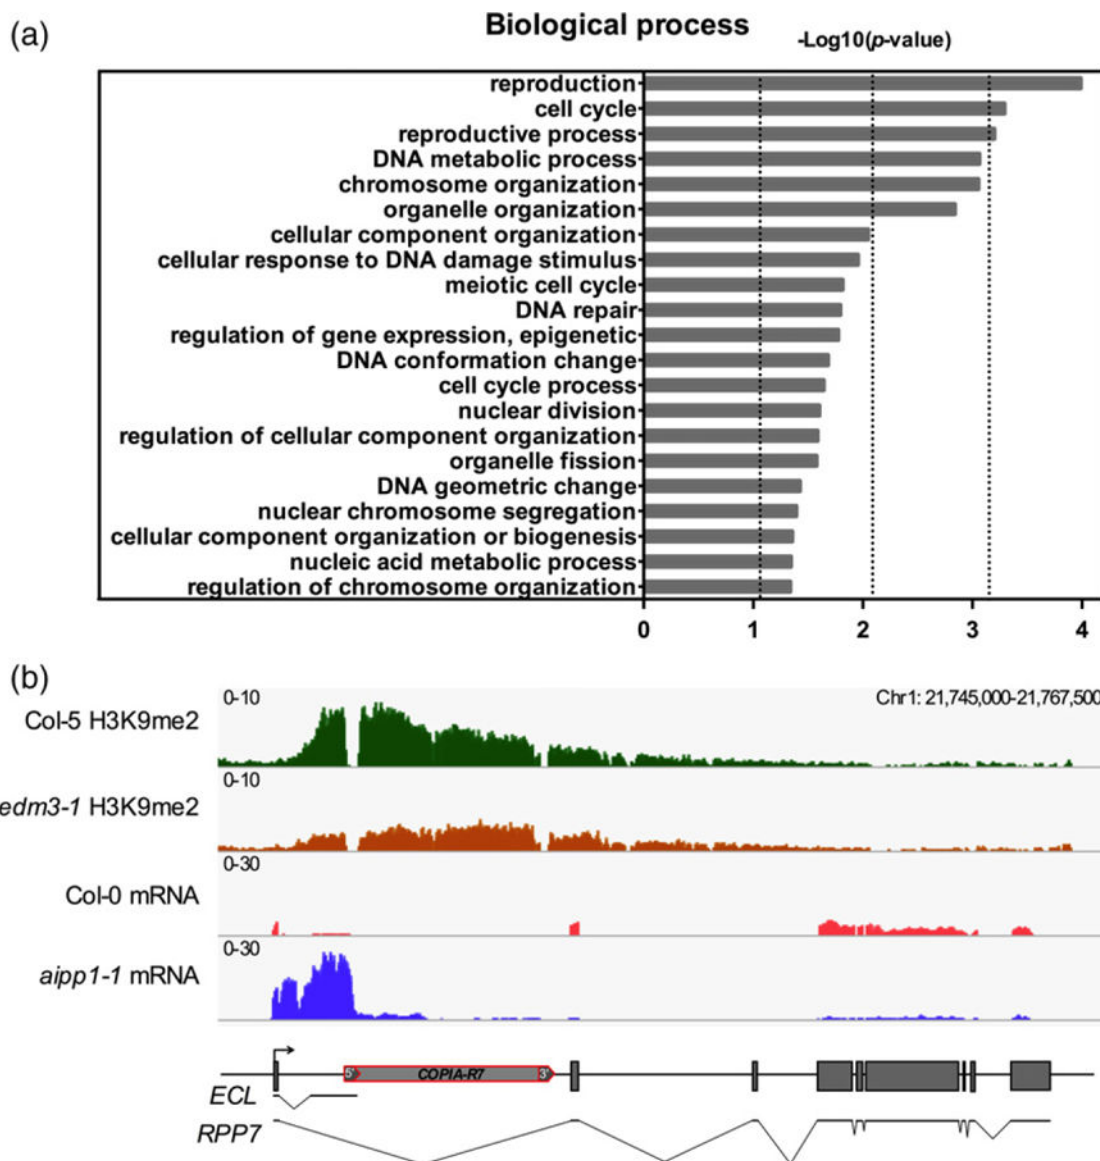 (a)
Biological process
-Log10(p-value)
reproduction
cell cycle
reproductive process
DNA metabolic process
chromosome organization
organelle organization
cellular component organization
cellular response to DNA damage stimulus
meiotic cell cycle
DNA repair
regulation of gene expression, epigenetic
DNA conformation change
cell cycle process
nuclear division
regulation of cellular component organization
organelle fission
DNA geometric change
nuclear chromosome segregation
cellular component organization or biogenesis
nucleic acid metabolic process
regulation of chromosome organization
0 1 2 3 4
(b)
0-10
Chr1: 21,745,000-21,767,500
Col-5 H3K9me2
0-10
edm3-1 H3K9me2
0-30
Col-0 mRNA
0-30
aipp1-1 mRNA
5' COPIA-R7 3'
ECL
RPP7